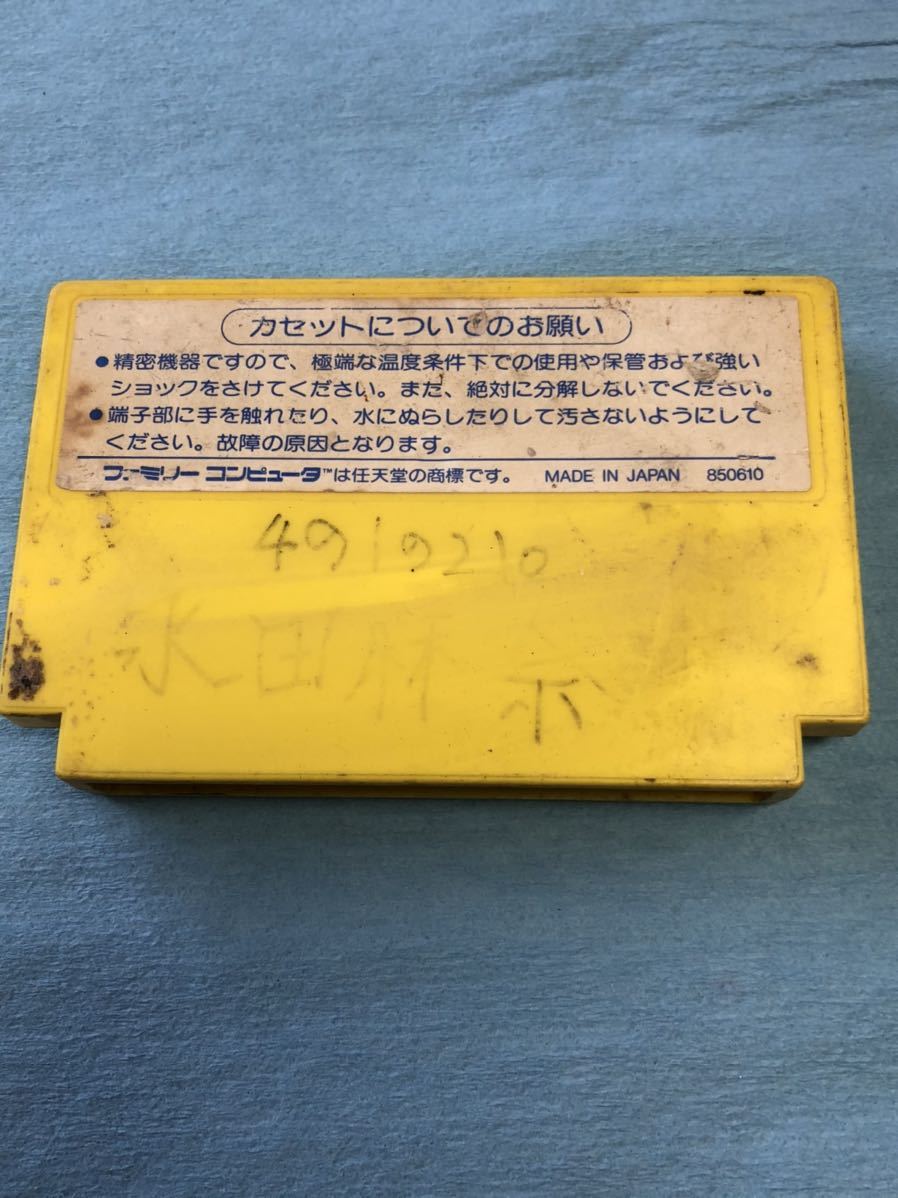 カセットについてのお願い
●精密機器ですので、極端な温度条件下での使用や保管および強い
ショックをさけてください。また、絶対に分解しないでください。
●端子部に手を触れたり、水にぬらしたりして汚さないようにして
ください。故障の原因となります。
ファミリー コンピュータ™は任天堂の商標です。 MADE IN JAPAN 850610
4919210
田